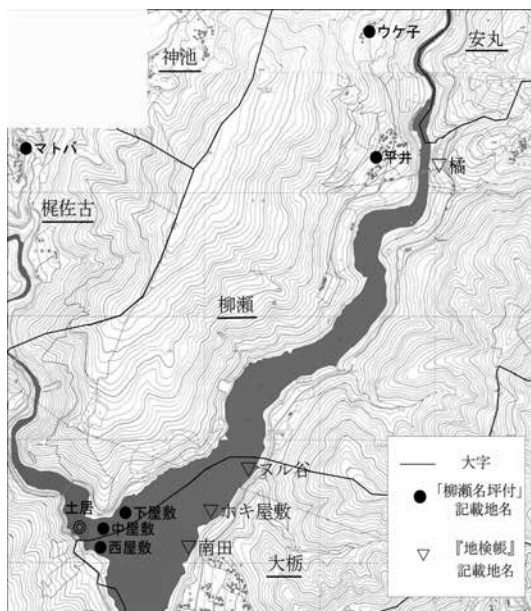 ウケ子
安丸
神池
マトバ
平井
橘
梶佐古
柳瀬
ヌル谷
土居
下屋敷
ホキ屋敷
中屋敷
西屋敷
南田
大栃
大字
「柳瀬名坪付」
記載地名
『地検帳』
記載地名